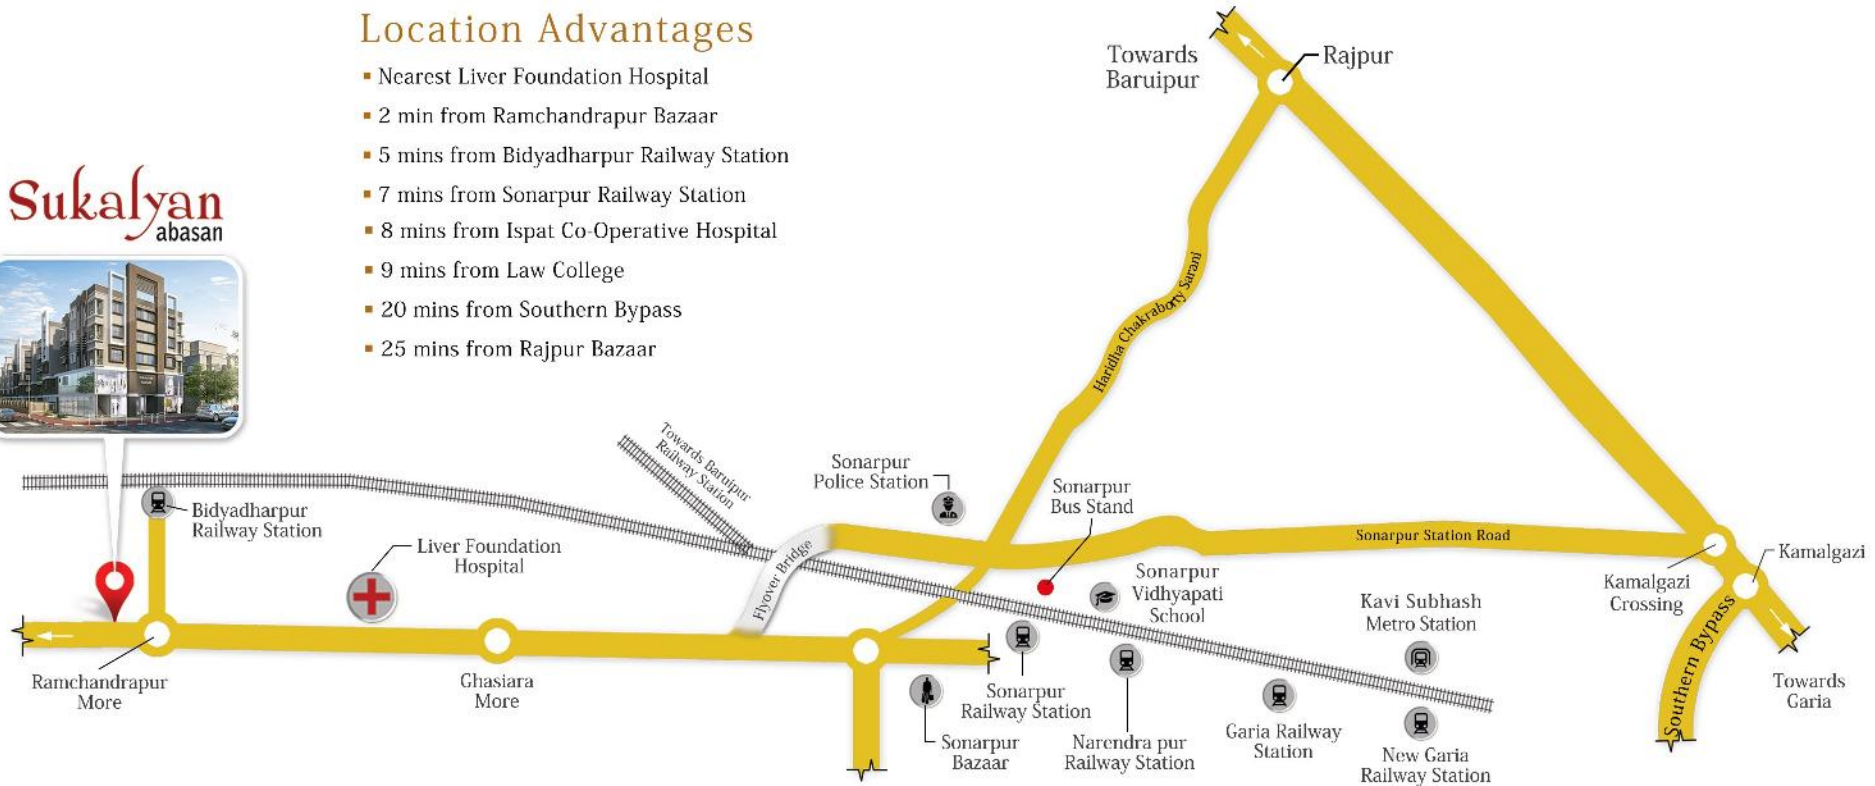 Location Advantages
Nearest Liver Foundation Hospital
2 min from Ramchandrapur Bazaar
5 mins from Bidyadharpur Railway Station
7 mins from Sonarpur Railway Station
8 mins from Ispat Co-Operative Hospital
9 mins from Law College
20 mins from Southern Bypass
25 mins from Rajpur Bazaar
Sukalyan
abasan
Towards
Baruipur
Rajpur
Haridha Chakraborty Sarani
Towards Baruipur
Railway Station
Sonarpur
Police Station
Sonarpur
Bus Stand
Bidyadharpur
Railway Station
Liver Foundation
Hospital
Flyover Bridge
Sonarpur Station Road
Sonarpur
Vidhyapati
School
Kavi Subhash
Metro Station
Kamalgazi
Crossing
Kamalgazi
Southern Bypass
Towards
Garia
Ramchandrapur
More
Ghasiara
More
Sonarpur
Railway Station
Sonarpur
Bazaar
Narendra pur
Railway Station
Garia Railway
Station
New Garia
Railway Station